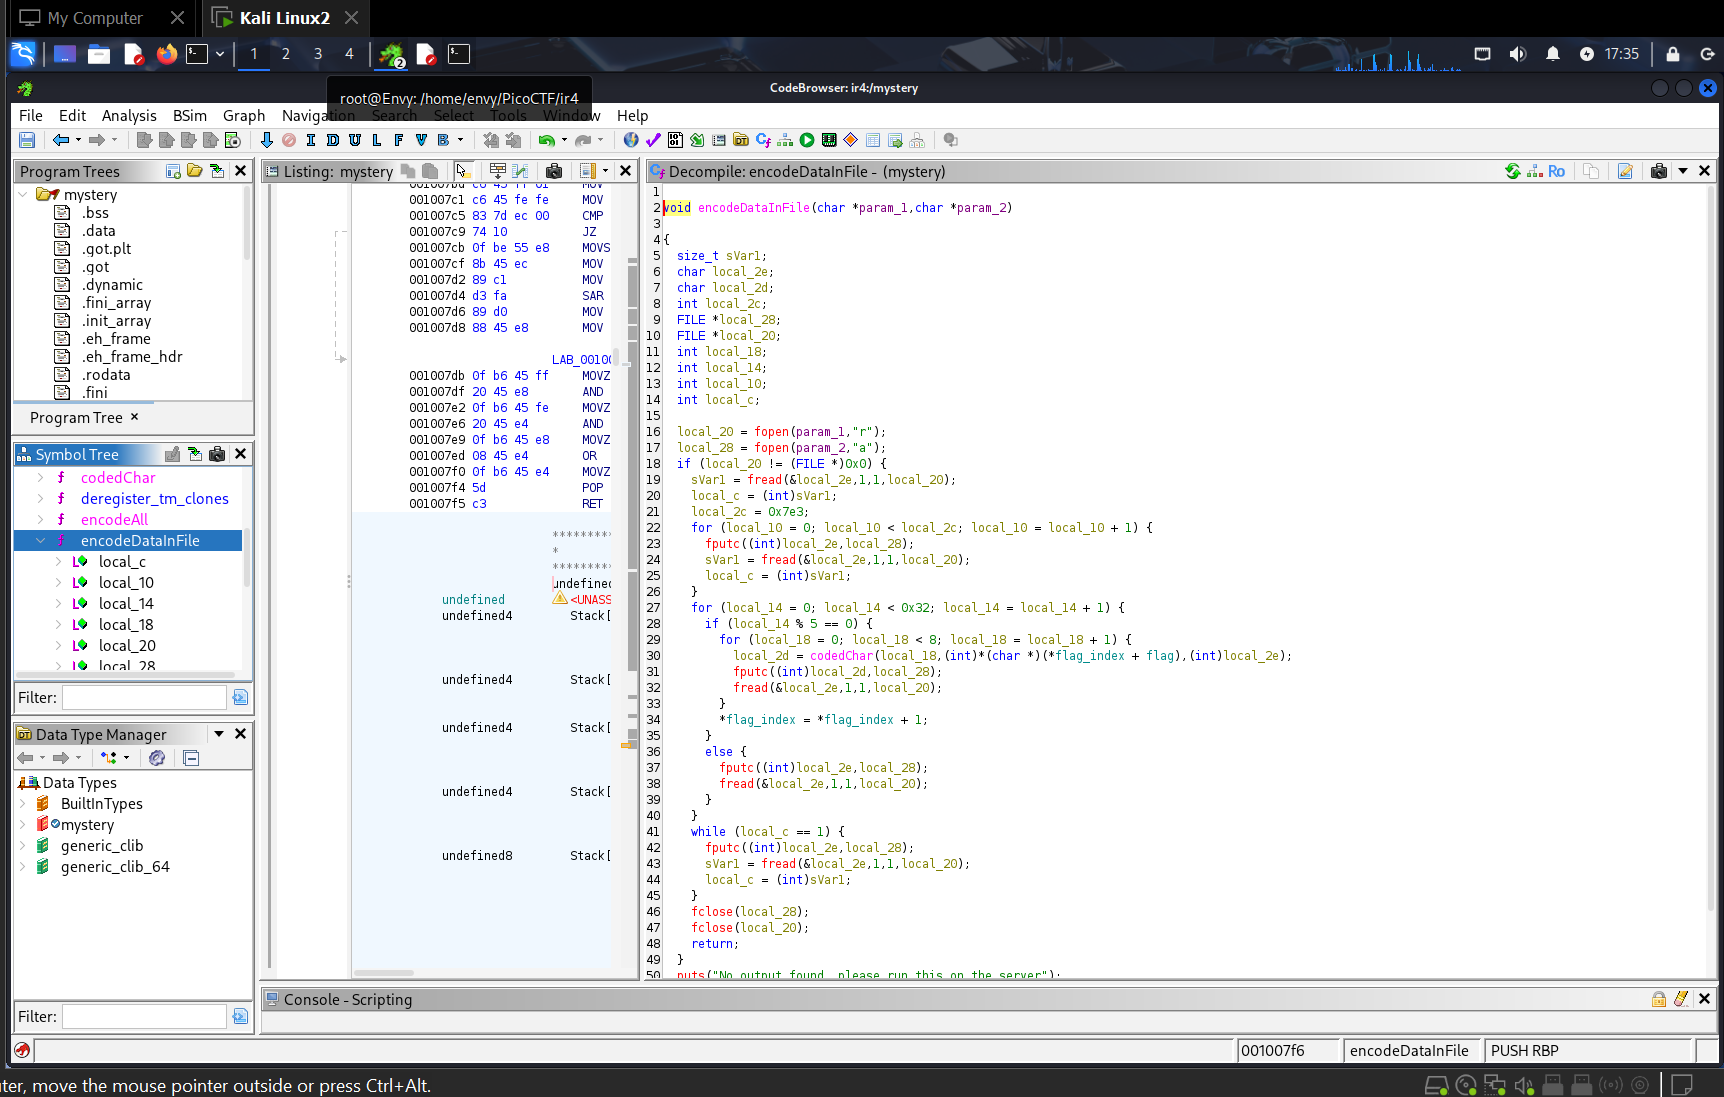 My Computer
Kali Linux2
1 2 3 4
2
17:35
CodeBrowser: ir4:/mystery
root@Envy: /home/envy/PicoCTF/ir4
File Edit Analysis BSim Graph Navigation Search Select Tools Window Help
I D U L F V B
Program Trees
mystery
.bss
.data
.got.plt
.got
.dynamic
.fini_array
.init_array
.eh_frame
.eh_frame_hdr
.rodata
.fini
Program Tree ×
Symbol Tree
f codedChar
f deregister_tm_clones
f encodeAll
f encodeDataInFile
local_c
local_10
local_14
local_18
local_20
local_28
Filter:
Data Type Manager
Data Types
BuiltInTypes
mystery
generic_clib
generic_clib_64
Filter:
Listing: mystery
001007bd c6 45 ff 01 MOV
001007c1 c6 45 fe fe MOV
001007c5 83 7d ec 00 CMP
001007c9 74 10 JZ
001007cb 0f be 55 e8 MOVS
001007cf 8b 45 ec MOV
001007d2 89 c1 MOV
001007d4 d3 fa SAR
001007d6 89 d0 MOV
001007d8 88 45 e8 MOV
LAB_0010
001007db 0f b6 45 ff MOVZ
001007df 20 45 e8 AND
001007e2 0f b6 45 fe MOVZ
001007e6 20 45 e4 AND
001007e9 0f b6 45 e8 MOVZ
001007ed 08 45 e4 OR
001007f0 0f b6 45 e4 MOVZ
001007f4 5d POP
001007f5 c3 RET
*********
*
*********
undefined
undefined <UNASS
undefined4 Stack[
undefined4 Stack[
undefined4 Stack[
undefined4 Stack[
undefined8 Stack[
Decompile: encodeDataInFile - (mystery)
Ro
1
2 void encodeDataInFile(char *param_1,char *param_2)
3
4 {
5 size_t sVar1;
6 char local_2e;
7 char local_2d;
8 int local_2c;
9 FILE *local_28;
10 FILE *local_20;
11 int local_18;
12 int local_14;
13 int local_10;
14 int local_c;
15
16 local_20 = fopen(param_1,"r");
17 local_28 = fopen(param_2,"a");
18 if (local_20 != (FILE *)0x0) {
19 sVar1 = fread(&local_2e,1,1,local_20);
20 local_c = (int)sVar1;
21 local_2c = 0x7e3;
22 for (local_10 = 0; local_10 < local_2c; local_10 = local_10 + 1) {
23 fputc((int)local_2e,local_28);
24 sVar1 = fread(&local_2e,1,1,local_20);
25 local_c = (int)sVar1;
26 }
27 for (local_14 = 0; local_14 < 0x32; local_14 = local_14 + 1) {
28 if (local_14 % 5 == 0) {
29 for (local_18 = 0; local_18 < 8; local_18 = local_18 + 1) {
30 local_2d = codedChar(local_18,(int)*(char *)(*flag_index + flag),(int)local_2e);
31 fputc((int)local_2d,local_28);
32 fread(&local_2e,1,1,local_20);
33 }
34 *flag_index = *flag_index + 1;
35 }
36 else {
37 fputc((int)local_2e,local_28);
38 fread(&local_2e,1,1,local_20);
39 }
40 }
41 while (local_c == 1) {
42 fputc((int)local_2e,local_28);
43 sVar1 = fread(&local_2e,1,1,local_20);
44 local_c = (int)sVar1;
45 }
46 fclose(local_28);
47 fclose(local_20);
48 return;
49 }
50 puts("No output found, please run this on the server");
Console - Scripting
001007f6 encodeDataInFile PUSH RBP
ter, move the mouse pointer outside or press Ctrl+Alt.